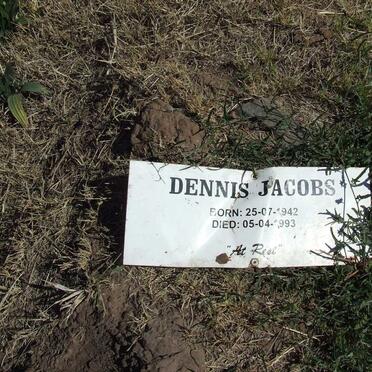 DENNIS JACOBS
BORN: 25-07-1942
DIED: 05-04-1993
"At Rest"